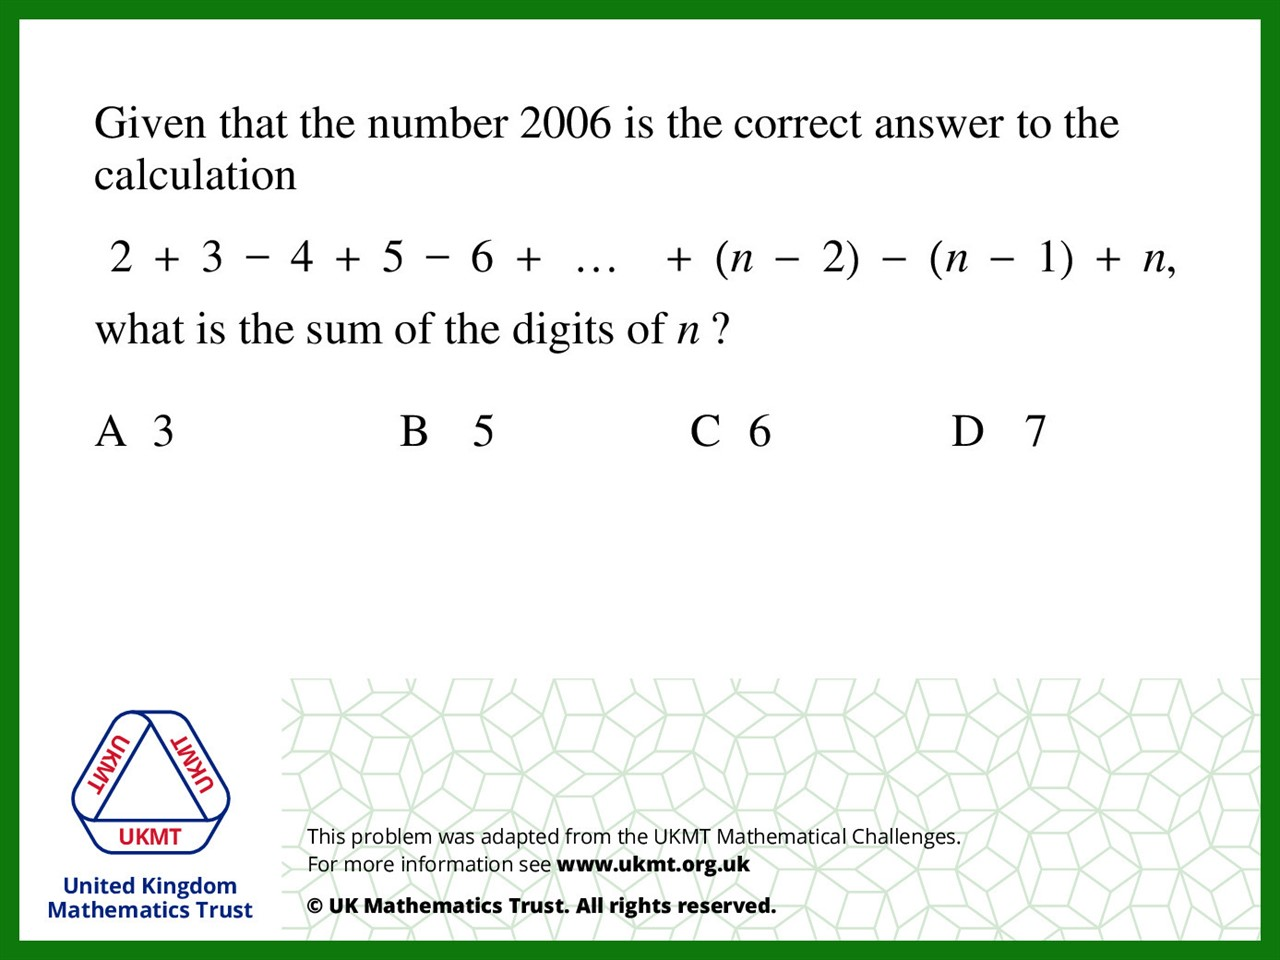 Given that the number 2006 is the correct answer to the
calculation
2 + 3 − 4 + 5 − 6 + … + (n − 2) − (n − 1) + n,
what is the sum of the digits of n ?
A 3 B 5 C 6 D 7
UKMT
UKMT
UKMT
United Kingdom
Mathematics Trust
This problem was adapted from the UKMT Mathematical Challenges.
For more information see www.ukmt.org.uk
© UK Mathematics Trust. All rights reserved.